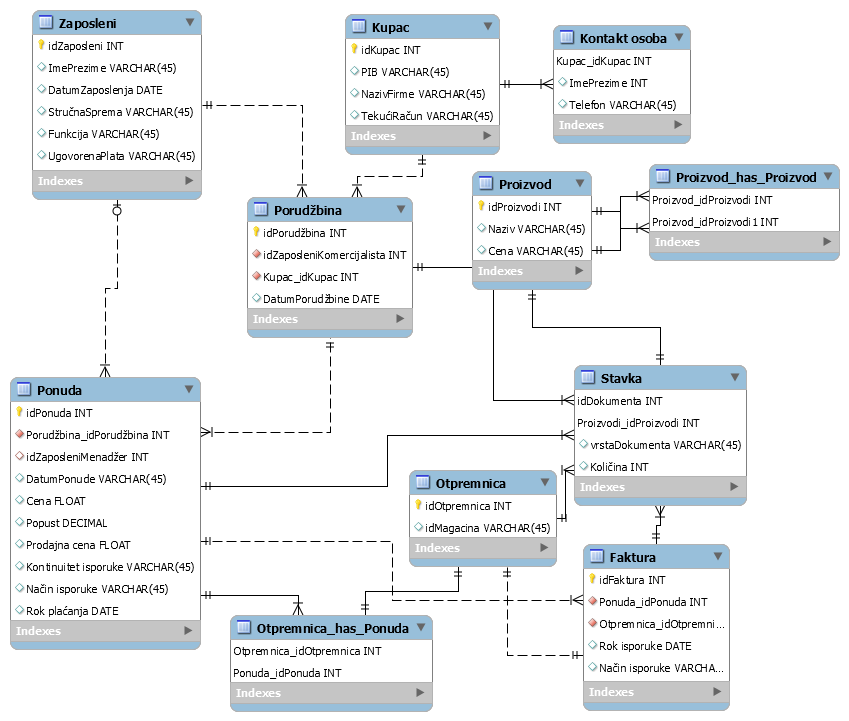 Zaposleni
idZaposleni INT
ImePrezime VARCHAR(45)
DatumZaposlenja DATE
StručnaSprema VARCHAR(45)
Funkcija VARCHAR(45)
UgovorenaPlata VARCHAR(45)
Indexes
Kupac
idKupac INT
PIB VARCHAR(45)
NazivFirme VARCHAR(45)
TekućiRačun VARCHAR(45)
Indexes
Kontakt osoba
Kupac_idKupac INT
ImePrezime INT
Telefon VARCHAR(45)
Indexes
Porudžbina
idPorudžbina INT
idZaposleniKomercijalista INT
Kupac_idKupac INT
DatumPorudžbine DATE
Indexes
Proizvod
idProizvodi INT
Naziv VARCHAR(45)
Cena VARCHAR(45)
Indexes
Proizvod_has_Proizvod
Proizvod_idProizvodi INT
Proizvod_idProizvodi1 INT
Indexes
Ponuda
idPonuda INT
Porudžbina_idPorudžbina INT
idZaposleniMenadžer INT
DatumPonude VARCHAR(45)
Cena FLOAT
Popust DECIMAL
Prodajna cena FLOAT
Kontinuitet isporuke VARCHAR(45)
Način isporuke VARCHAR(45)
Rok plaćanja DATE
Indexes
Stavka
idDokumenta INT
Proizvodi_idProizvodi INT
vrstaDokumenta VARCHAR(45)
Količina INT
Indexes
Otpremnica
idOtpremnica INT
idMagacina VARCHAR(45)
Indexes
Faktura
idFaktura INT
Ponuda_idPonuda INT
Otpremnica_idOtpremni...
Rok isporuke DATE
Način isporuke VARCHA...
Indexes
Otpremnica_has_Ponuda
Otpremnica_idOtpremnica INT
Ponuda_idPonuda INT
Indexes